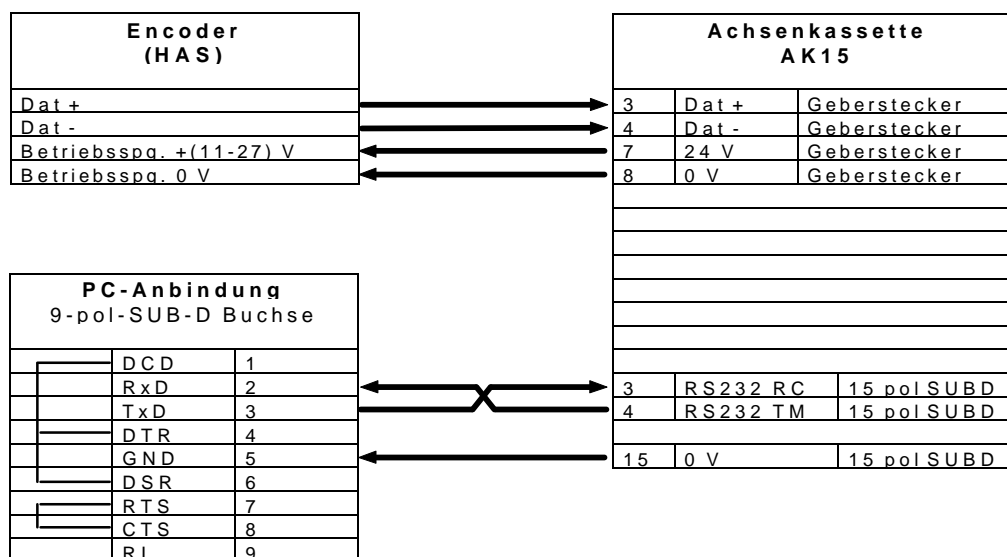 Encoder
(HAS)
Dat +
Dat -
Betriebsspg. +(11-27) V
Betriebsspg. 0 V
Achsenkassette
AK15
3 Dat + Geberstecker
4 Dat - Geberstecker
7 24 V Geberstecker
8 0 V Geberstecker
3 RS232 RC 15 pol SUBD
4 RS232 TM 15 pol SUBD
15 0 V 15 pol SUBD
PC-Anbindung
9-pol-SUB-D Buchse
DCD 1
RxD 2
TxD 3
DTR 4
GND 5
DSR 6
RTS 7
CTS 8
RI 9